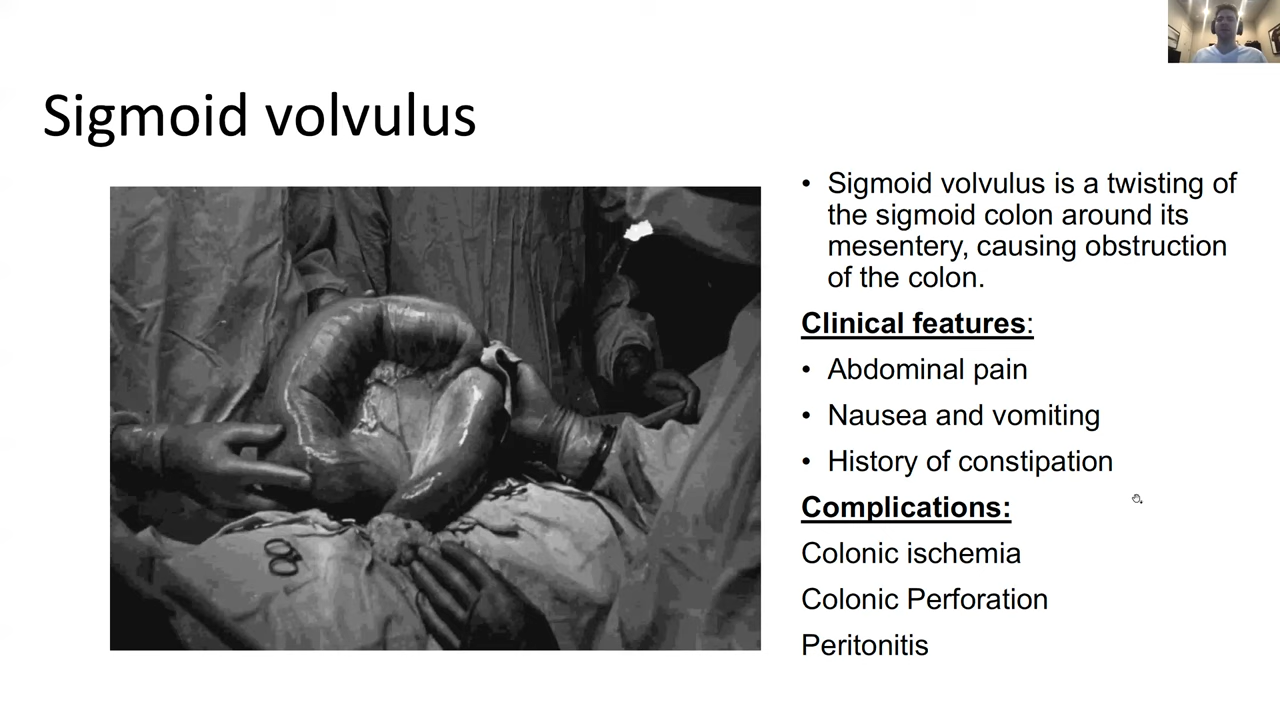 Sigmoid volvulus
• Sigmoid volvulus is a twisting of
the sigmoid colon around its
mesentery, causing obstruction
of the colon.
Clinical features:
• Abdominal pain
• Nausea and vomiting
• History of constipation
Complications:
Colonic ischemia
Colonic Perforation
Peritonitis